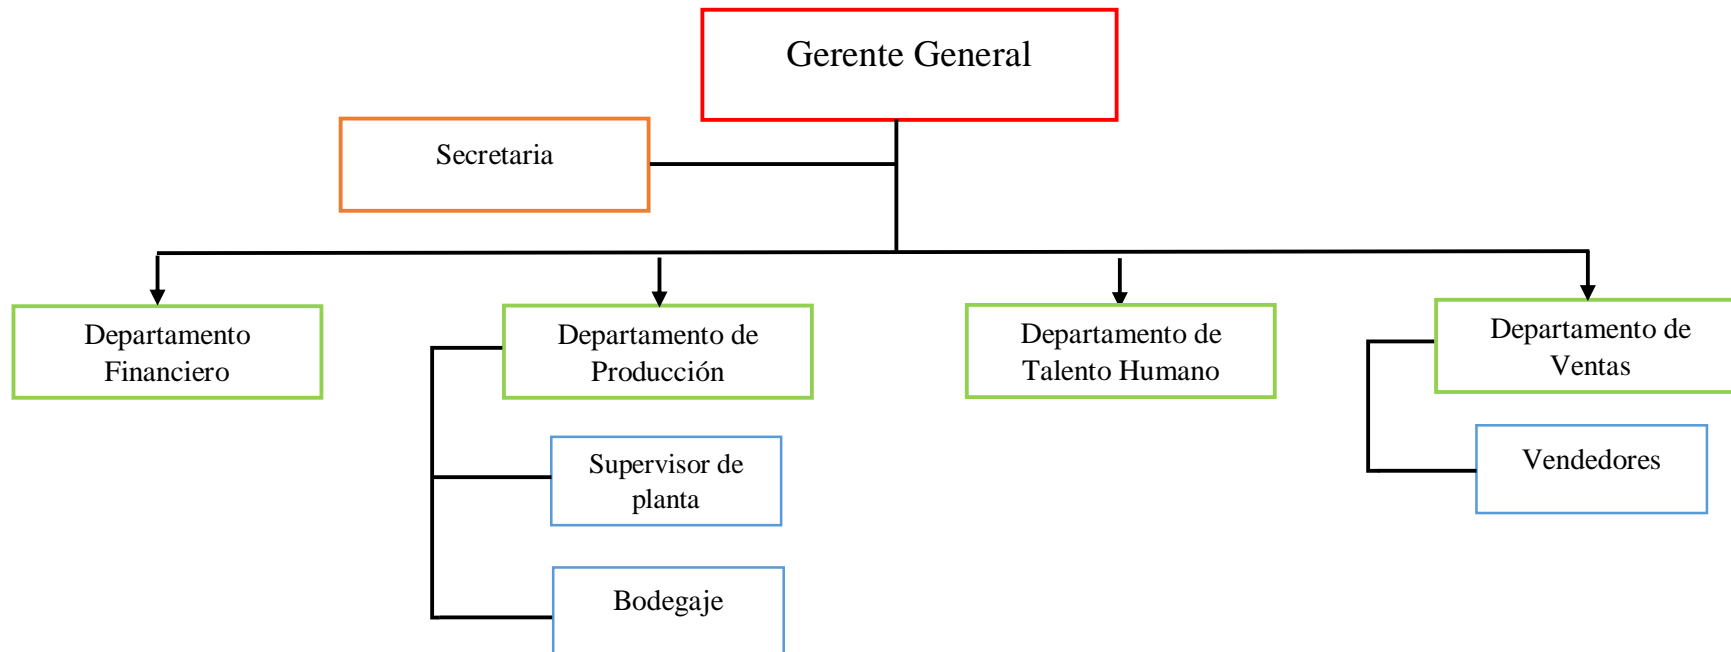 Gerente General
Secretaria
Departamento
Financiero
Departamento de
Producción
Departamento de
Talento Humano
Departamento de
Ventas
Supervisor de
planta
Vendedores
Bodegaje